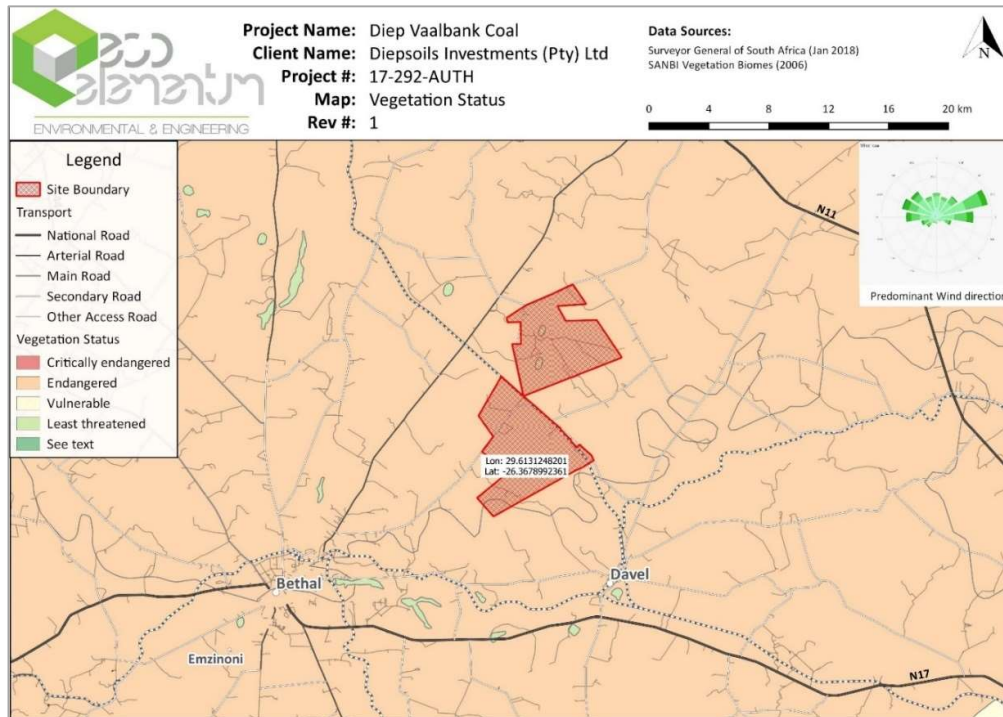 eco
elementum
ENVIRONMENTAL & ENGINEERING
Project Name: Diep Vaalbank Coal
Client Name: Diepsoils Investments (Pty) Ltd
Project #: 17-292-AUTH
Map: Vegetation Status
Rev #: 1
Data Sources:
Surveyor General of South Africa (Jan 2018)
SANBI Vegetation Biomes (2006)
N
0 4 8 12 16 20 km
Legend
Site Boundary
Transport
National Road
Arterial Road
Main Road
Secondary Road
Other Access Road
Vegetation Status
Critically endangered
Endangered
Vulnerable
Least threatened
See text
N11
Predominant Wind direction
Lon: 29.6131248201
Lat: -26.3678992361
Bethal
Davel
Emzinoni
N17